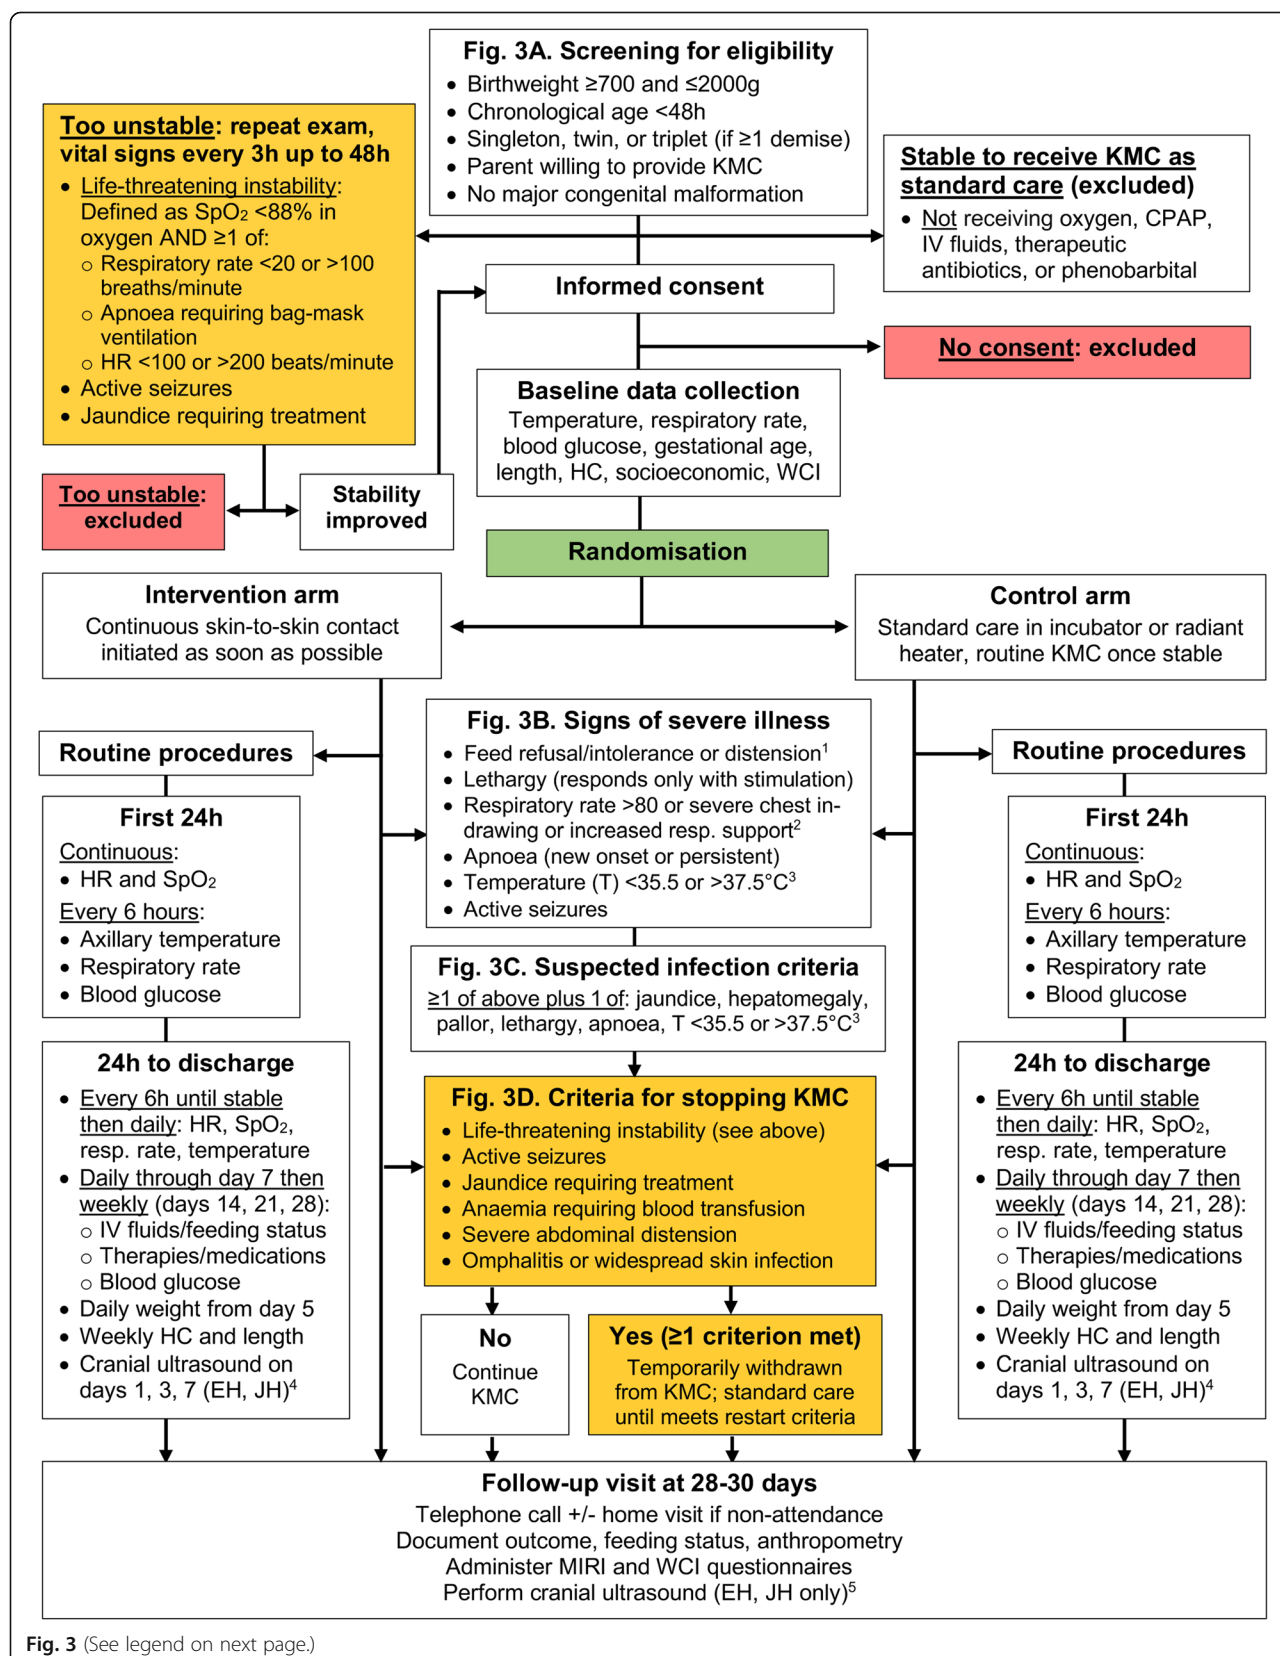 Fig. 3A. Screening for eligibility
• Birthweight ≥700 and ≤2000g
• Chronological age <48h
• Singleton, twin, or triplet (if ≥1 demise)
• Parent willing to provide KMC
• No major congenital malformation
Too unstable: repeat exam,
vital signs every 3h up to 48h
• Life-threatening instability:
Defined as SpO₂ <88% in
oxygen AND ≥1 of:
o Respiratory rate <20 or >100
breaths/minute
o Apnoea requiring bag-mask
ventilation
o HR <100 or >200 beats/minute
• Active seizures
• Jaundice requiring treatment
Stable to receive KMC as
standard care (excluded)
• Not receiving oxygen, CPAP,
IV fluids, therapeutic
antibiotics, or phenobarbital
Informed consent
No consent: excluded
Baseline data collection
Temperature, respiratory rate,
blood glucose, gestational age,
length, HC, socioeconomic, WCI
Too unstable:
excluded
Stability
improved
Randomisation
Intervention arm
Continuous skin-to-skin contact
initiated as soon as possible
Control arm
Standard care in incubator or radiant
heater, routine KMC once stable
Fig. 3B. Signs of severe illness
• Feed refusal/intolerance or distension¹
• Lethargy (responds only with stimulation)
• Respiratory rate >80 or severe chest in-
drawing or increased resp. support²
• Apnoea (new onset or persistent)
• Temperature (T) <35.5 or >37.5°C³
• Active seizures
Routine procedures
First 24h
Continuous:
• HR and SpO₂
Every 6 hours:
• Axillary temperature
• Respiratory rate
• Blood glucose
24h to discharge
• Every 6h until stable
then daily: HR, SpO₂,
resp. rate, temperature
• Daily through day 7 then
weekly (days 14, 21, 28):
o IV fluids/feeding status
o Therapies/medications
o Blood glucose
• Daily weight from day 5
• Weekly HC and length
• Cranial ultrasound on
days 1, 3, 7 (EH, JH)⁴
Fig. 3C. Suspected infection criteria
≥1 of above plus 1 of: jaundice, hepatomegaly,
pallor, lethargy, apnoea, T <35.5 or >37.5°C³
Fig. 3D. Criteria for stopping KMC
• Life-threatening instability (see above)
• Active seizures
• Jaundice requiring treatment
• Anaemia requiring blood transfusion
• Severe abdominal distension
• Omphalitis or widespread skin infection
No
Continue
KMC
Yes (≥1 criterion met)
Temporarily withdrawn
from KMC; standard care
until meets restart criteria
Routine procedures
First 24h
Continuous:
• HR and SpO₂
Every 6 hours:
• Axillary temperature
• Respiratory rate
• Blood glucose
24h to discharge
• Every 6h until stable
then daily: HR, SpO₂,
resp. rate, temperature
• Daily through day 7 then
weekly (days 14, 21, 28):
o IV fluids/feeding status
o Therapies/medications
o Blood glucose
• Daily weight from day 5
• Weekly HC and length
• Cranial ultrasound on
days 1, 3, 7 (EH, JH)⁴
Follow-up visit at 28-30 days
Telephone call +/- home visit if non-attendance
Document outcome, feeding status, anthropometry
Administer MIRI and WCI questionnaires
Perform cranial ultrasound (EH, JH only)⁵
Fig. 3 (See legend on next page.)